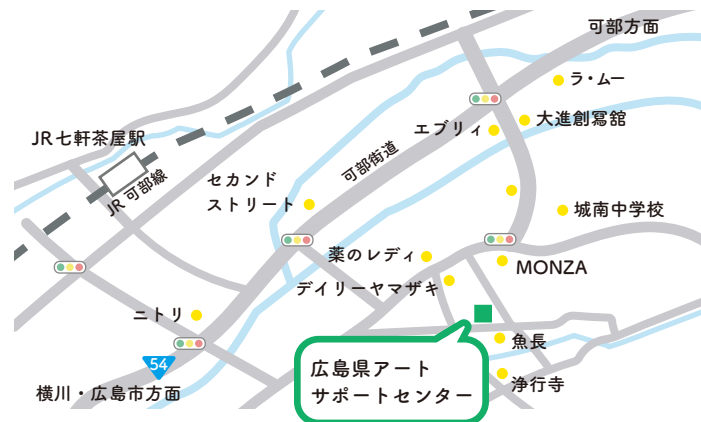 可部方面
ラ・ムー
大進創寫舘
エブリィ
JR七軒茶屋駅
可部街道
JR 可部線
セカンド
ストリート
城南中学校
薬のレディ
MONZA
デイリーヤマザキ
ニトリ
魚長
54
広島県アート
サポートセンター
浄行寺
横川・広島市方面